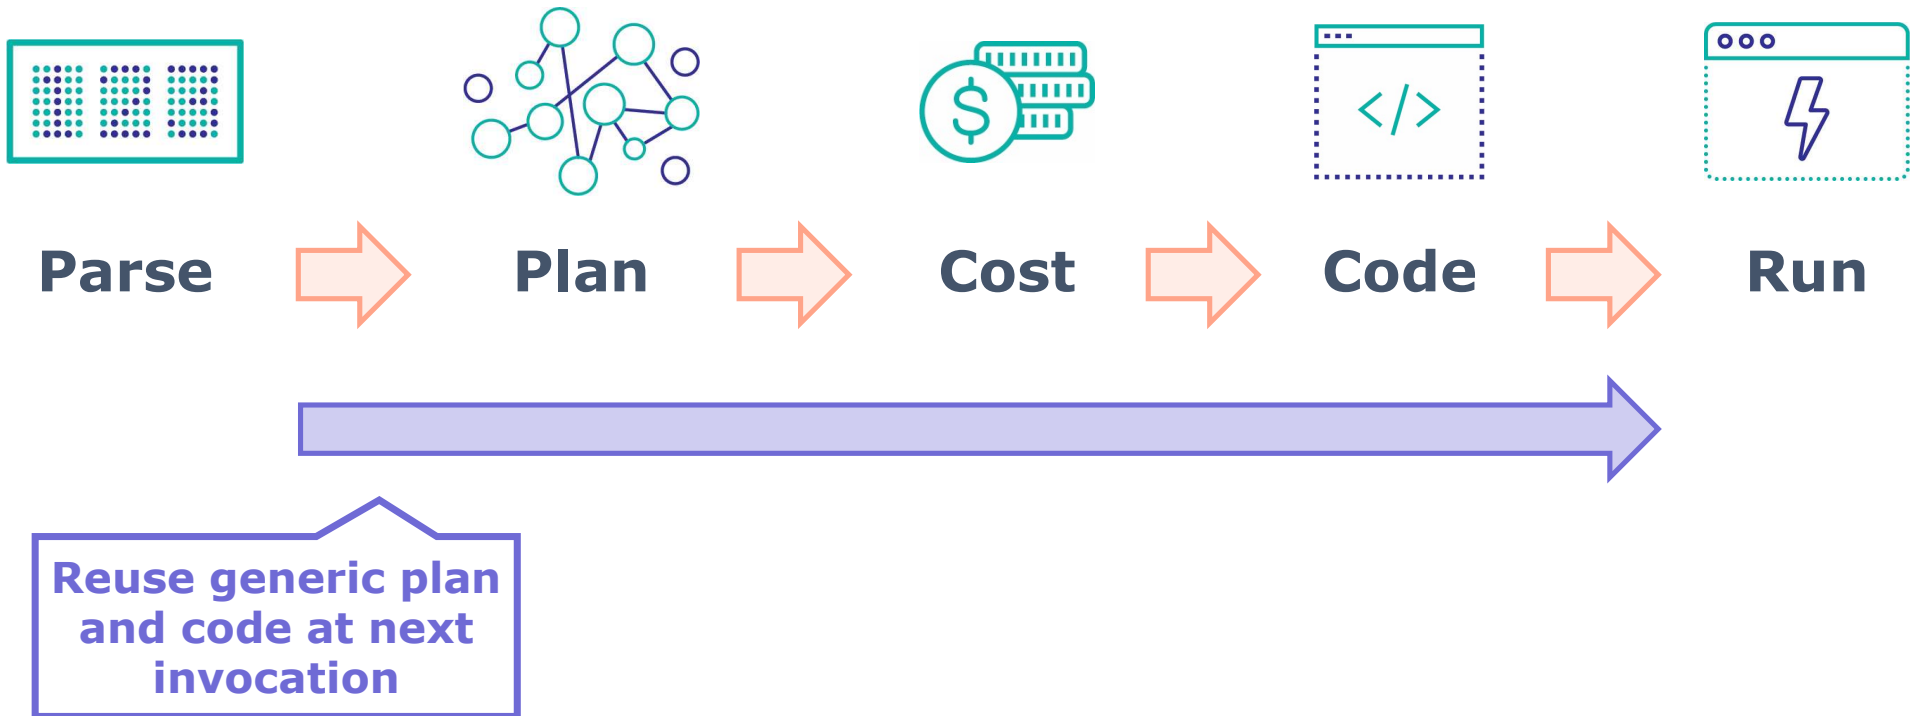 Parse
Plan
Cost
Code
Run
$
</>
Reuse generic plan
and code at next
invocation